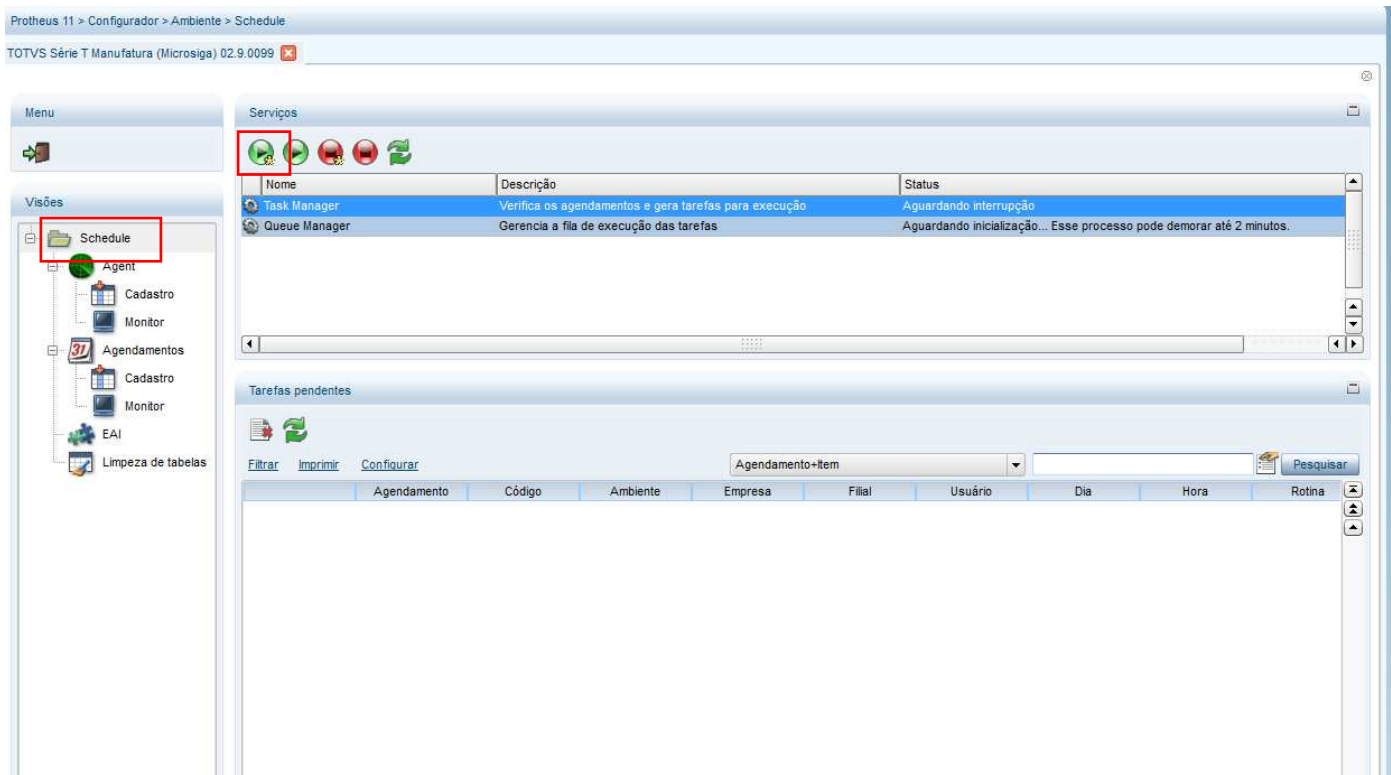 Protheus 11 > Configurador > Ambiente > Schedule
TOTVS Série T Manufatura (Microsiga) 02.9.0099
Menu
Visões
Schedule
Agent
Cadastro
Monitor
31
Agendamentos
Cadastro
Monitor
EAI
Limpeza de tabelas
Serviços
Nome Descrição Status
Task Manager Verifica os agendamentos e gera tarefas para execução Aguardando interrupção
Queue Manager Gerencia a fila de execução das tarefas Aguardando inicialização... Esse processo pode demorar até 2 minutos.
Tarefas pendentes
Filtrar Imprimir Configurar Agendamento+Item Pesquisar
Agendamento Código Ambiente Empresa Filial Usuário Dia Hora Rotina